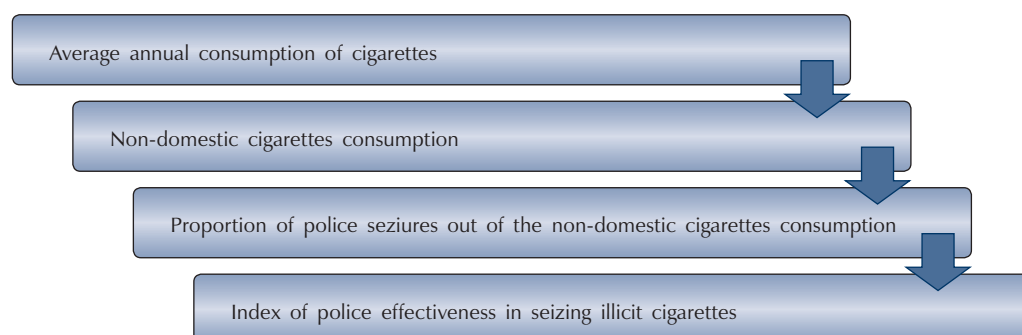 Average annual consumption of cigarettes
Non-domestic cigarettes consumption
Proportion of police seziures out of the non-domestic cigarettes consumption
Index of police effectiveness in seizing illicit cigarettes